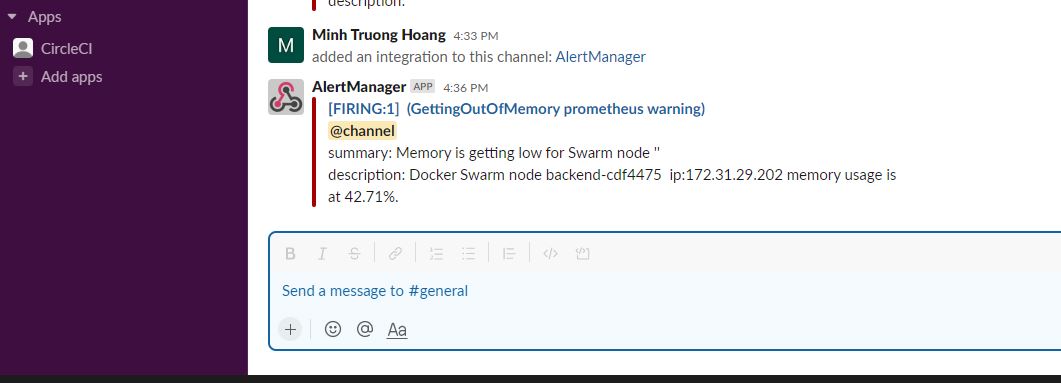 description:
Apps
Minh Truong Hoang 4:33 PM
M
added an integration to this channel: AlertManager
CircleCI
Add apps
AlertManager APP 4:36 PM
[FIRING:1] (GettingOutOfMemory prometheus warning)
@channel
summary: Memory is getting low for Swarm node ''
description: Docker Swarm node backend-cdf4475 ip:172.31.29.202 memory usage is
at 42.71%.
B I S
Send a message to #general
@ Aa